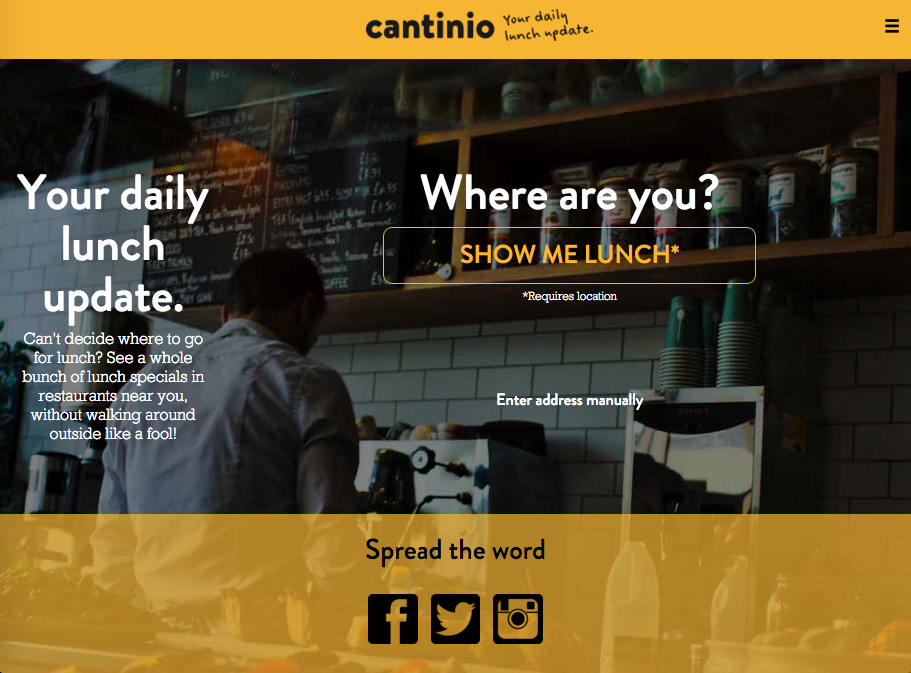 cantinio
Your daily
lunch update.
Your daily
lunch
update.
Can't decide where to go
for lunch? See a whole
bunch of lunch specials in
restaurants near you,
without walking around
outside like a fool!
Where are you?
SHOW ME LUNCH*
*Requires location
Enter address manually
Spread the word